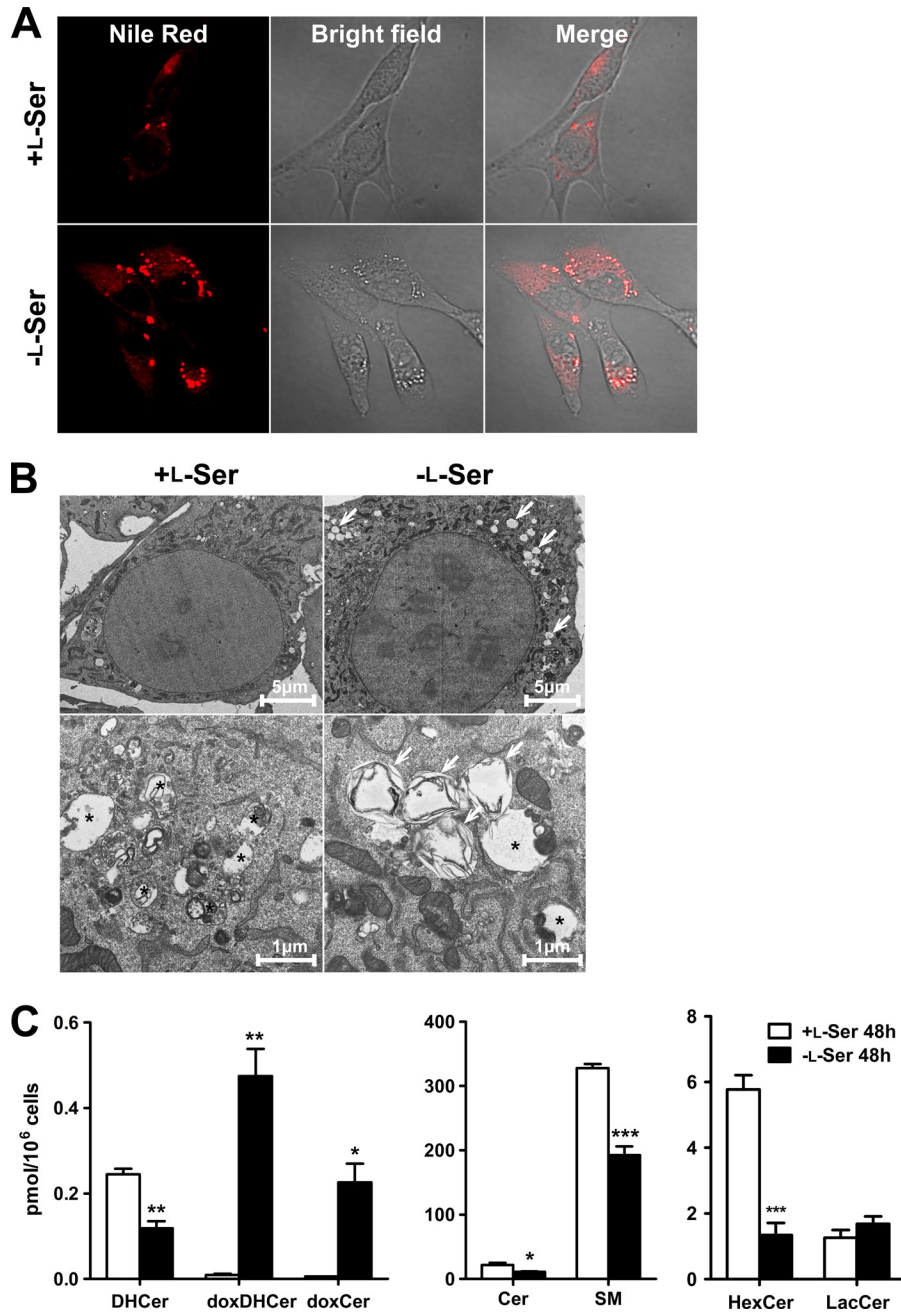 A
Nile Red Bright field Merge
+L-Ser
-L-Ser
B
+L-Ser -L-Ser
5µm 5µm
* * * * * *
* *
1µm 1µm
C
pmol/10⁶ cells
0.6
0.4
0.2
0.0
** ** *
DHCer doxDHCer doxCer
400
300
200
100
0
* ***
Cer SM
8
6
4
2
0
+L-Ser 48h
-L-Ser 48h
***
HexCer LacCer